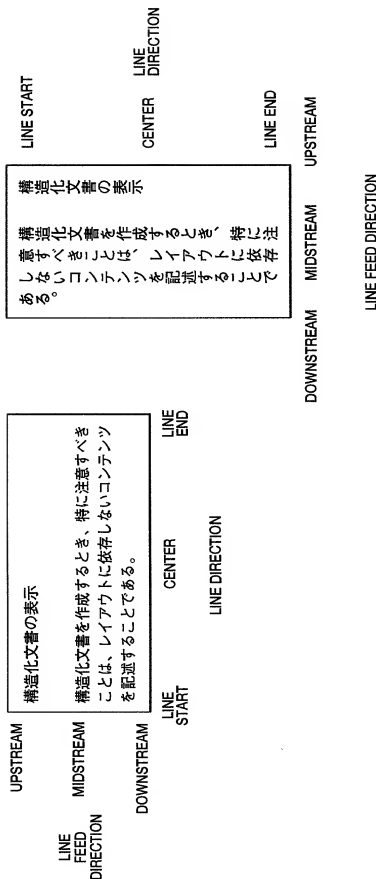 UPSTREAM
構造化文書の表示
MIDSTREAM
構造化文書を作成するとき、特に注意すべき
ことは、レイアウトに依存しないコンテンツ
を記述することである。
DOWNSTREAM
LINE
FEED
DIRECTION
LINE
START
CENTER
LINE
END
LINE DIRECTION
構造化文書の表示
構造化文書を作成するとき、特に注
意すべきことは、レイアウトに依存
しないコンテンツを記述することで
ある。
LINE START
CENTER
LINE END
LINE
DIRECTION
DOWNSTREAM
MIDSTREAM
UPSTREAM
LINE FEED DIRECTION